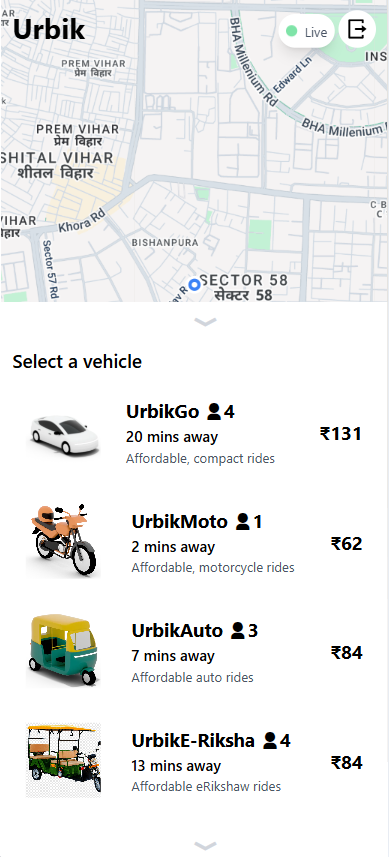 AR
Urbik
Live
BHA Millenium Rd
INS
PREM VIHAR
प्रेम विहार
Edward Ln
PREM VIHAR
प्रेम विहार
BHA Millenium
SHITAL VIHAR
शीतल विहार
C B
C
VIHAR
हार
Khora Rd
BISHANPURA
Sector 57 Rd
av R
SECTOR 58
सेक्टर 58
Select a vehicle
UrbikGo 4
20 mins away
₹131
Affordable, compact rides
UrbikMoto 1
2 mins away
₹62
Affordable, motorcycle rides
UrbikAuto 3
7 mins away
₹84
Affordable auto rides
UrbikE-Riksha 4
13 mins away
₹84
Affordable eRikshaw rides